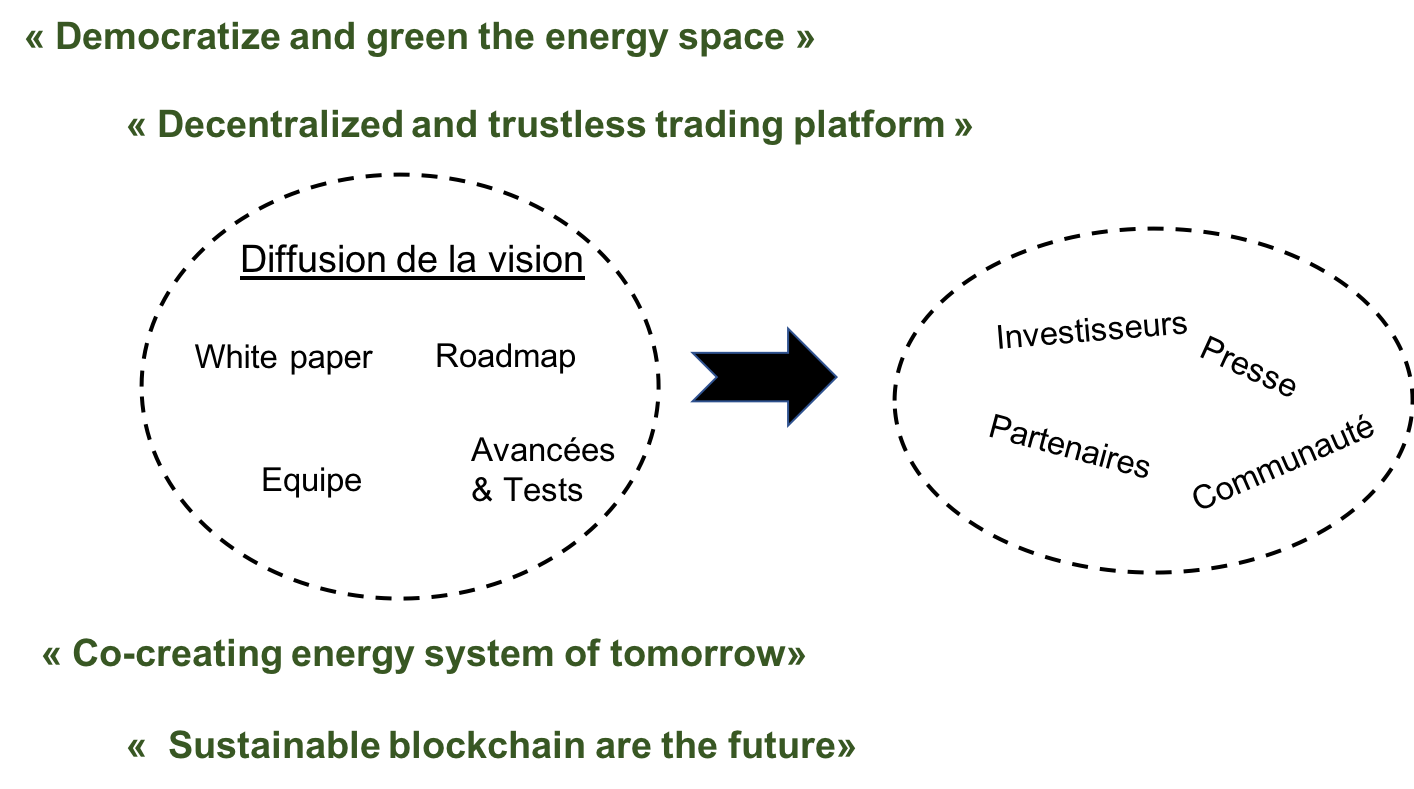 « Democratize and green the energy space »
« Decentralized and trustless trading platform »
Diffusion de la vision
White paper
Roadmap
Equipe
Avancées
& Tests
Investisseurs
Presse
Partenaires
Communauté
« Co-creating energy system of tomorrow»
« Sustainable blockchain are the future»